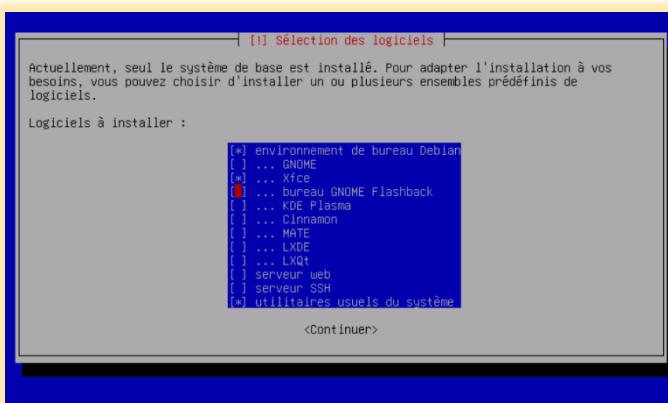 [!] Sélection des logiciels
Actuellement, seul le système de base est installé. Pour adapter l'installation à vos
besoins, vous pouvez choisir d'installer un ou plusieurs ensembles prédéfinis de
logiciels.
Logiciels à installer :
[*] environnement de bureau Debian
[ ] ... GNOME
[*] ... Xfce
[ ] ... bureau GNOME Flashback
[ ] ... KDE Plasma
[ ] ... Cinnamon
[ ] ... MATE
[ ] ... LXDE
[ ] ... LXQt
[ ] serveur web
[ ] serveur SSH
[*] utilitaires usuels du système
<Continuer>